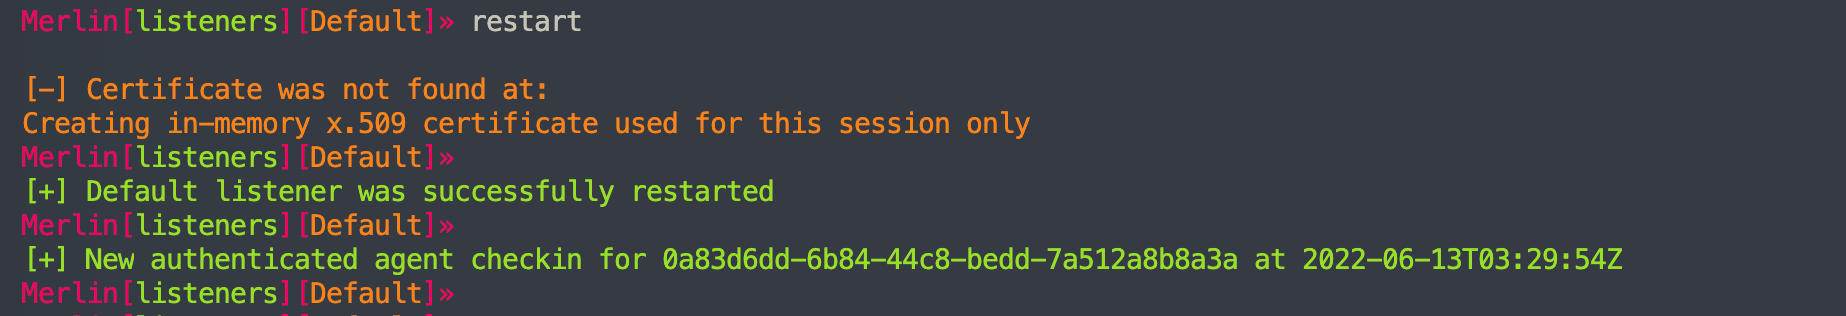 Merlin[listeners][Default]» restart
[-] Certificate was not found at:
Creating in-memory x.509 certificate used for this session only
Merlin[listeners][Default]»
[+] Default listener was successfully restarted
Merlin[listeners][Default]»
[+] New authenticated agent checkin for 0a83d6dd-6b84-44c8-bedd-7a512a8b8a3a at 2022-06-13T03:29:54Z
Merlin[listeners][Default]»